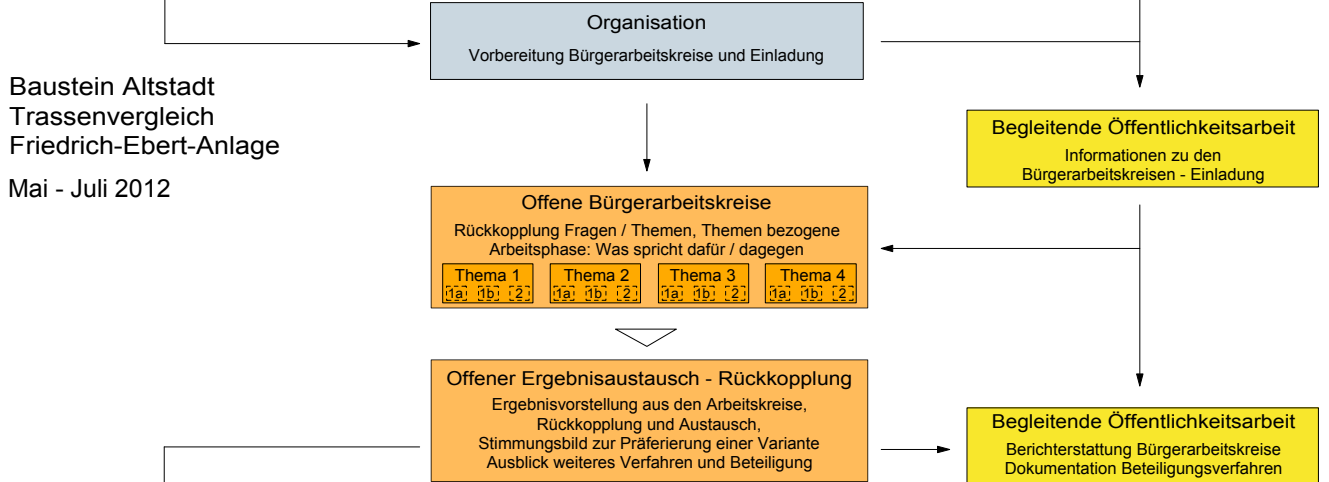 Organisation
Vorbereitung Bürgerarbeitskreise und Einladung
Baustein Altstadt
Trassenvergleich
Friedrich-Ebert-Anlage
Mai - Juli 2012
Begleitende Öffentlichkeitsarbeit
Informationen zu den
Bürgerarbeitskreisen - Einladung
Offene Bürgerarbeitskreise
Rückkopplung Fragen / Themen, Themen bezogene
Arbeitsphase: Was spricht dafür / dagegen
Thema 1
1a 1b 2
Thema 2
1a 1b 2
Thema 3
1a 1b 2
Thema 4
1a 1b 2
Offener Ergebnisaustausch - Rückkopplung
Ergebnisvorstellung aus den Arbeitskreise,
Rückkopplung und Austausch,
Stimmungsbild zur Präferierung einer Variante
Ausblick weiteres Verfahren und Beteiligung
Begleitende Öffentlichkeitsarbeit
Berichterstattung Bürgerarbeitskreise
Dokumentation Beteiligungsverfahren